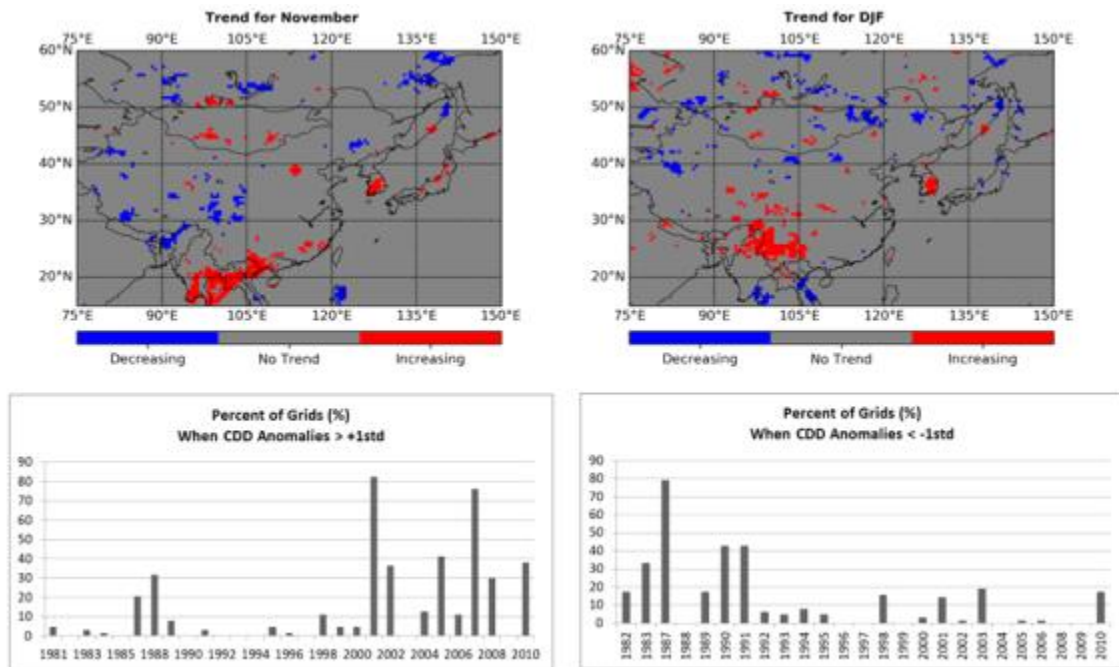 Trend for November
75°E 90°E 105°E 120°E 135°E 150°E
60°N
50°N
40°N
30°N
20°N
75°E 90°E 105°E 120°E 135°E 150°E
Decreasing No Trend Increasing
Trend for DJF
75°E 90°E 105°E 120°E 135°E 150°E
60°N
50°N
40°N
30°N
20°N
75°E 90°E 105°E 120°E 135°E 150°E
Decreasing No Trend Increasing
Percent of Grids (%)
When CDD Anomalies > +1std
90
80
70
60
50
40
30
20
10
0
1981 1983 1985 1988 1990 1992 1994 1996 1998 2000 2002 2004 2006 2008 2010
Percent of Grids (%)
When CDD Anomalies < -1std
90
80
70
60
50
40
30
20
10
0
1982 1983 1987 1988 1989 1990 1991 1992 1993 1994 1995 1996 1997 1998 1999 2000 2001 2002 2003 2004 2005 2006 2007 2008 2009 2010